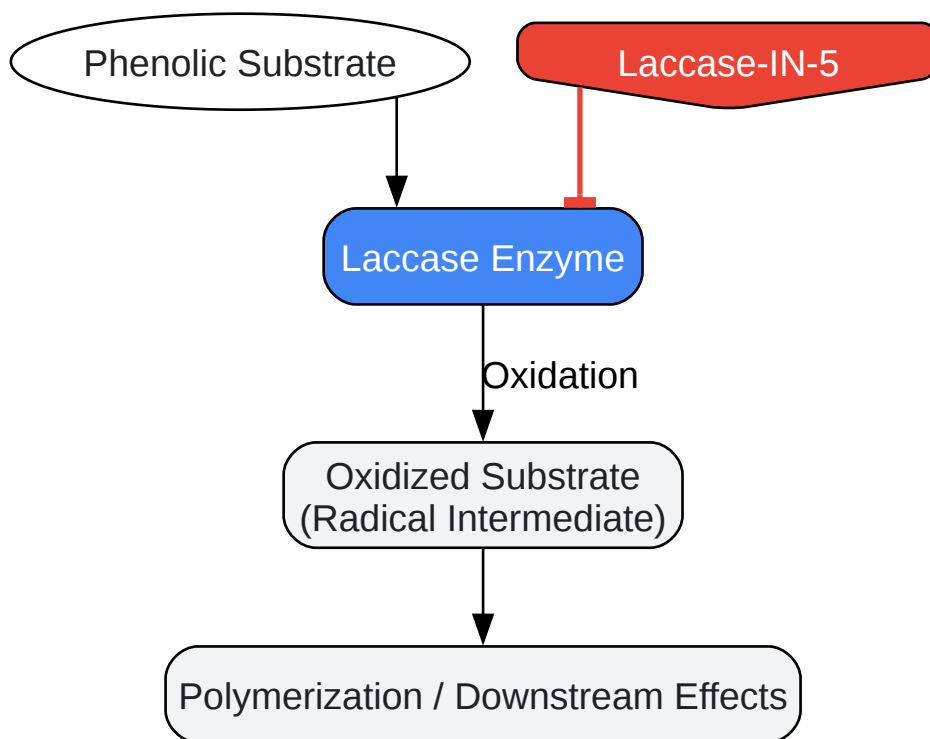 Phenolic Substrate
Laccase-IN-5
Laccase Enzyme
Oxidation
Oxidized Substrate
(Radical Intermediate)
Polymerization / Downstream Effects